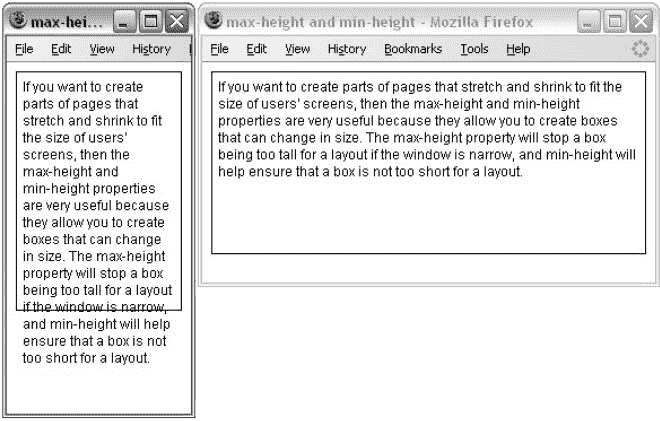 max-hei...
File Edit View History
If you want to create
parts of pages that
stretch and shrink to fit
the size of users'
screens, then the
max-height and
min-height properties
are very useful because
they allow you to create
boxes that can change
in size. The max-height
property will stop a box
being too tall for a layout
if the window is narrow,
and min-height will help
ensure that a box is not
too short for a layout.
max-height and min-height - Mozilla Firefox
File Edit View History Bookmarks Tools Help
If you want to create parts of pages that stretch and shrink to fit the
size of users' screens, then the max-height and min-height
properties are very useful because they allow you to create boxes
that can change in size. The max-height property will stop a box
being too tall for a layout if the window is narrow, and min-height will
help ensure that a box is not too short for a layout.